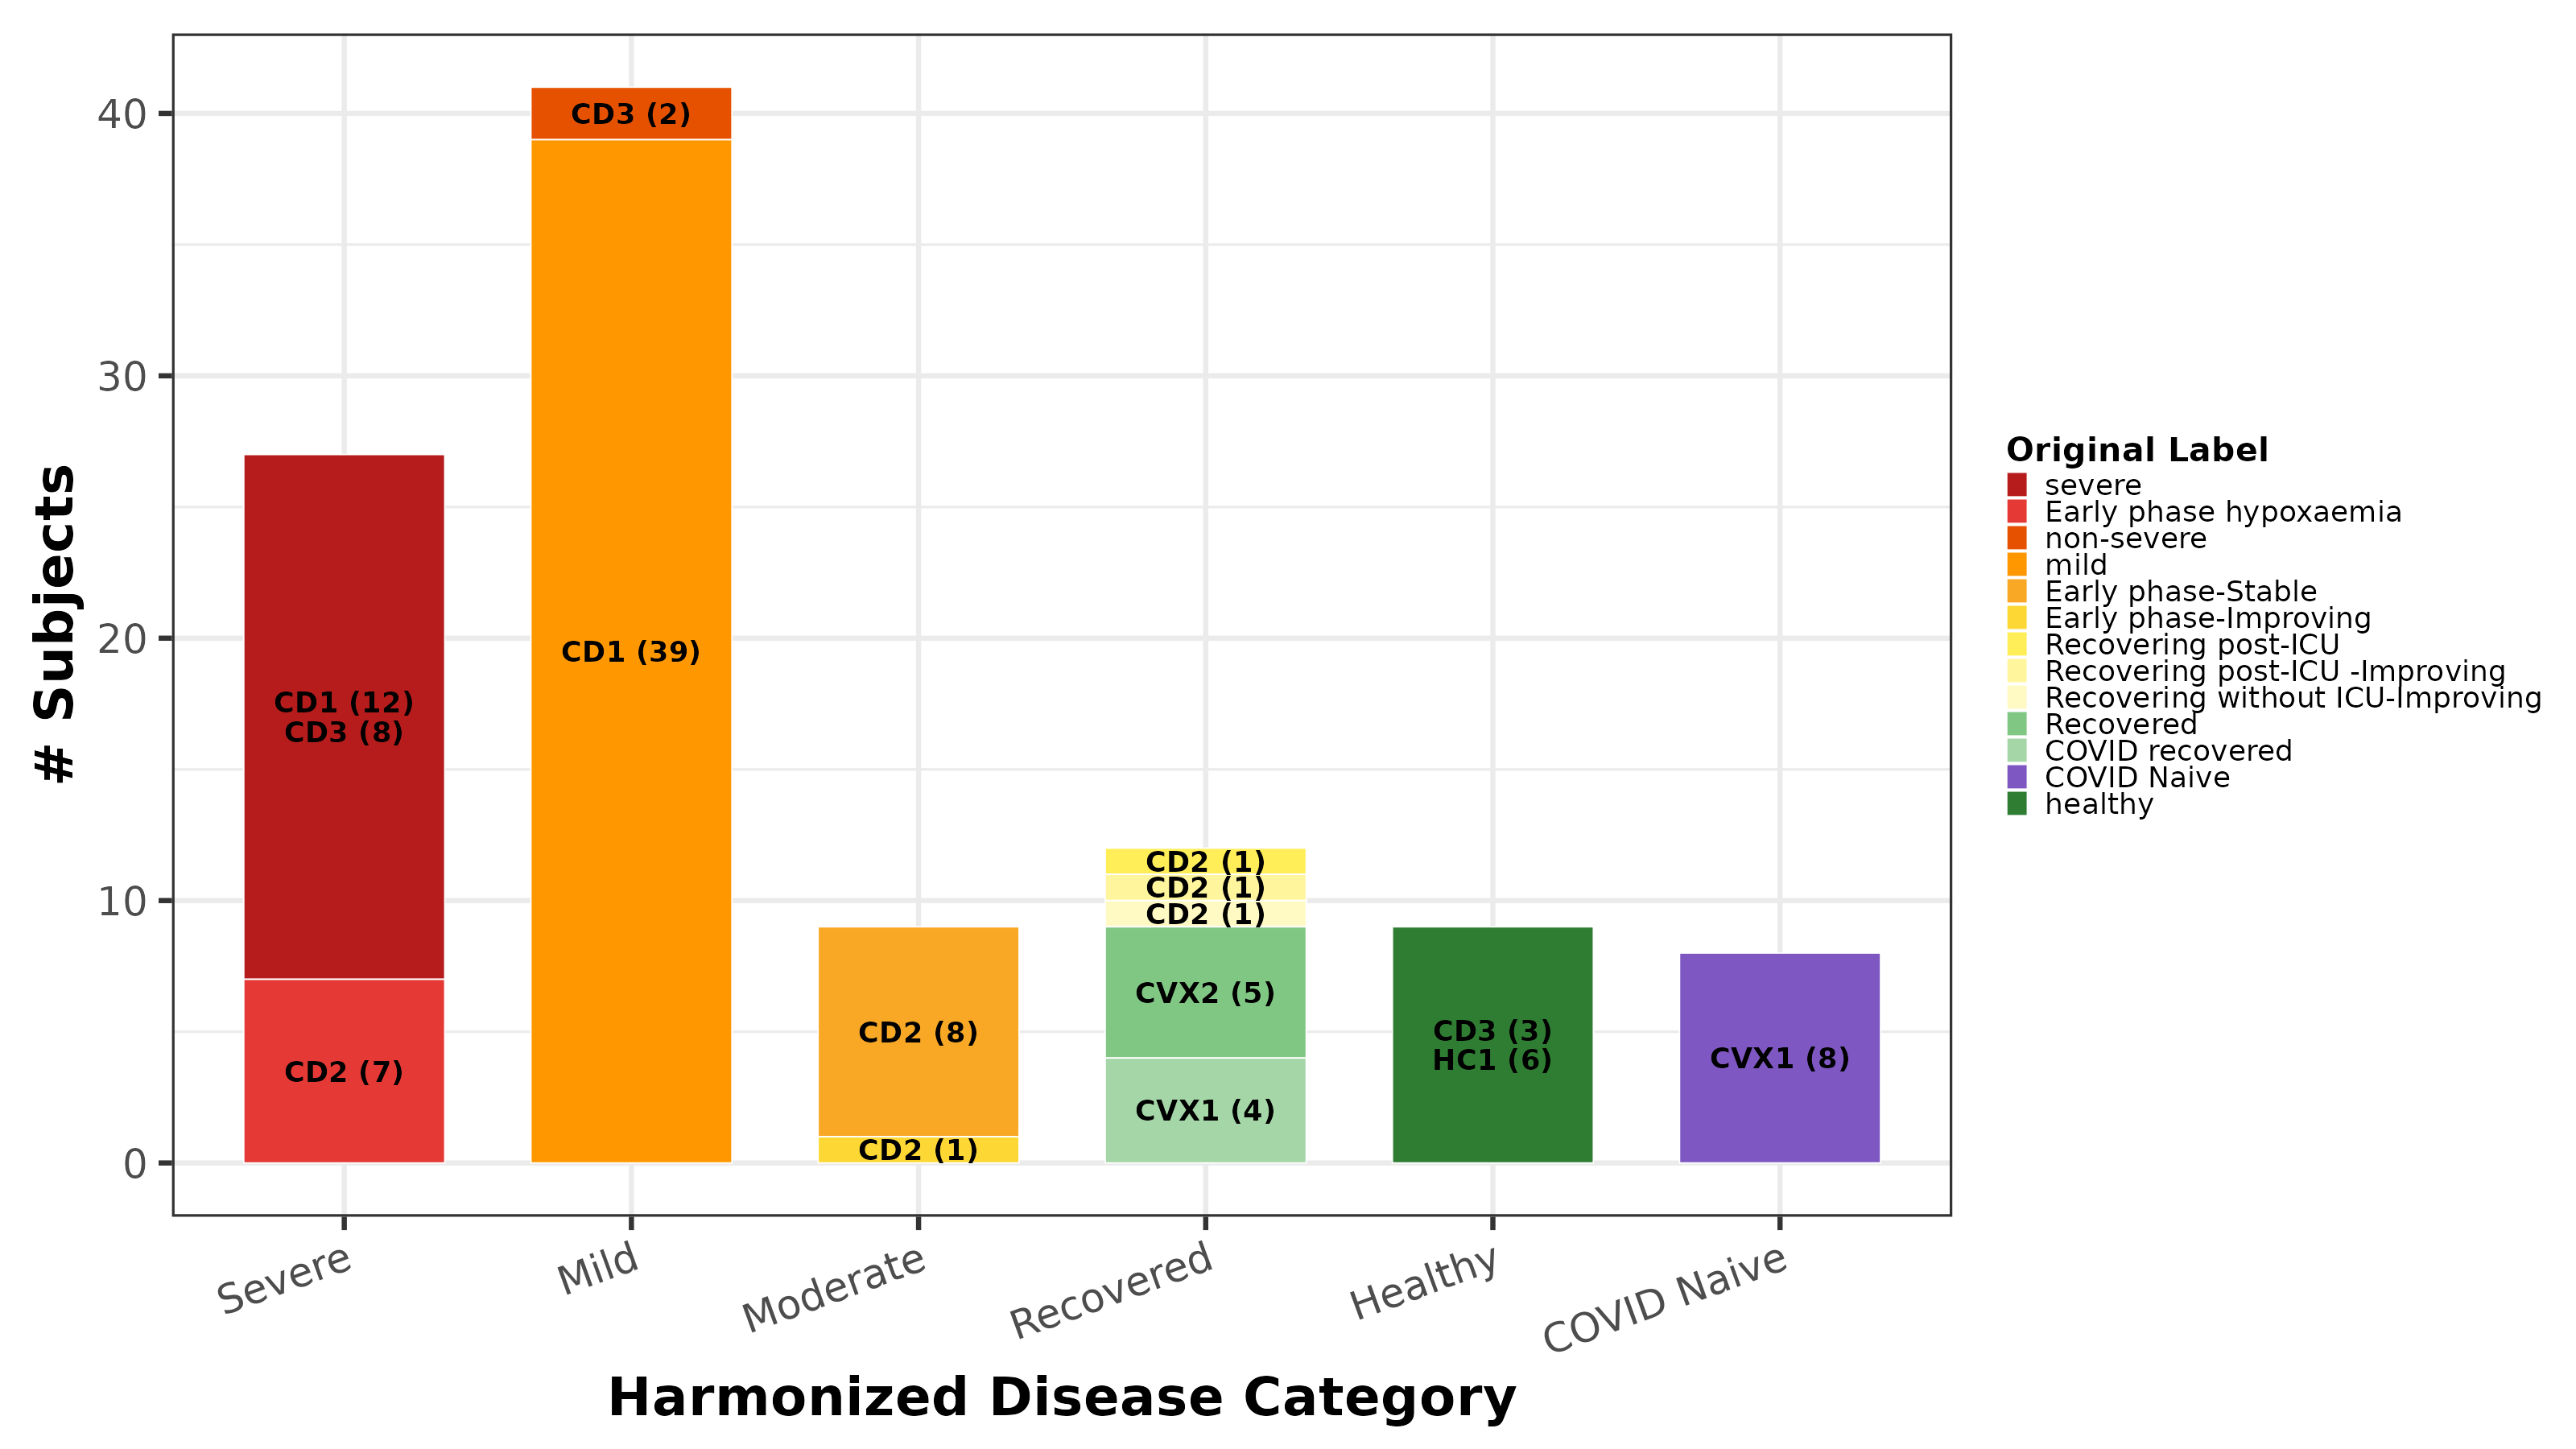 # Subjects
40
30
20
10
0
CD1 (12)
CD3 (8)
CD2 (7)
CD3 (2)
CD1 (39)
CD2 (8)
CD2 (1)
CD2 (1)
CD2 (1)
CD2 (1)
CVX2 (5)
CVX1 (4)
CD3 (3)
HC1 (6)
CVX1 (8)
Severe
Mild
Moderate
Recovered
Healthy
COVID Naive
Harmonized Disease Category
Original Label
severe
Early phase hypoxaemia
non-severe
mild
Early phase-Stable
Early phase-Improving
Recovering post-ICU
Recovering post-ICU -Improving
Recovering without ICU-Improving
Recovered
COVID recovered
COVID Naive
healthy